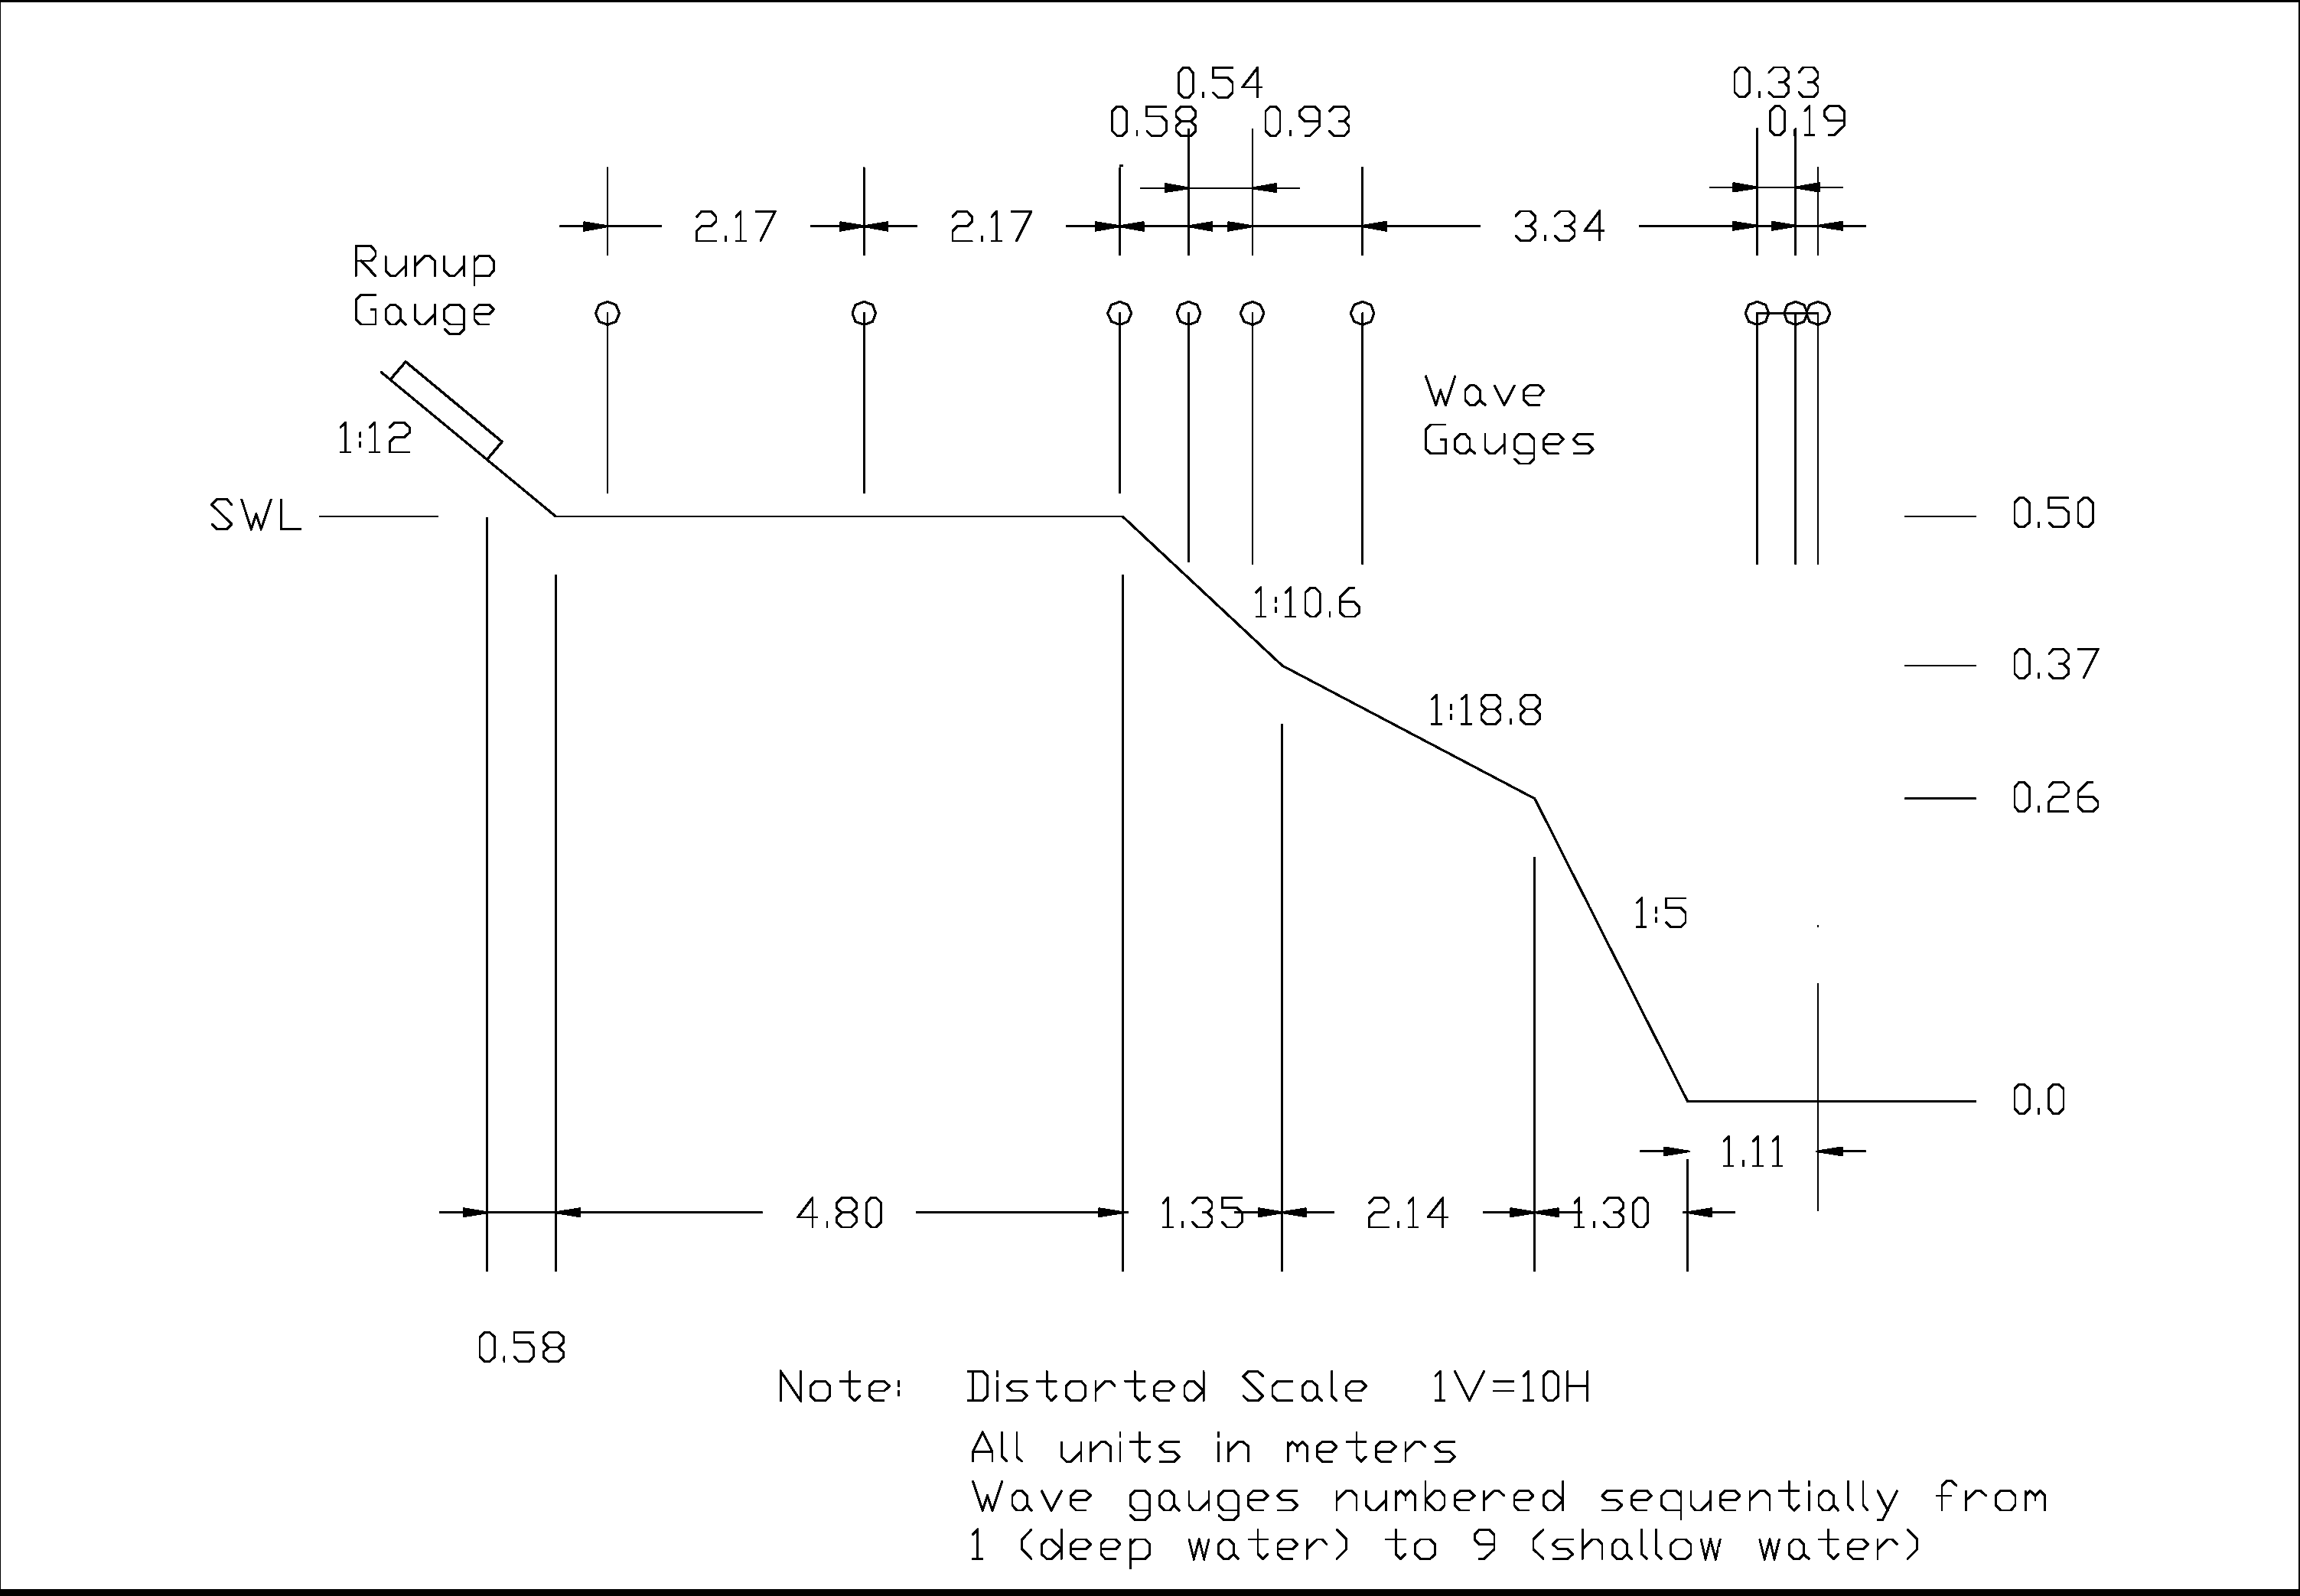 0.54
0.33
0.58
0.93
0.19
2.17
2.17
3.34
Runup
Gauge
Wave
Gauges
1:12
SWL
0.50
1:10.6
0.37
1:18.8
0.26
1:5
0.0
1.11
4.80
1.35
2.14
1.30
0.58
Note: Distorted Scale 1V=10H
All units in meters
Wave gauges numbered sequentially from
1 (deep water) to 9 (shallow water)